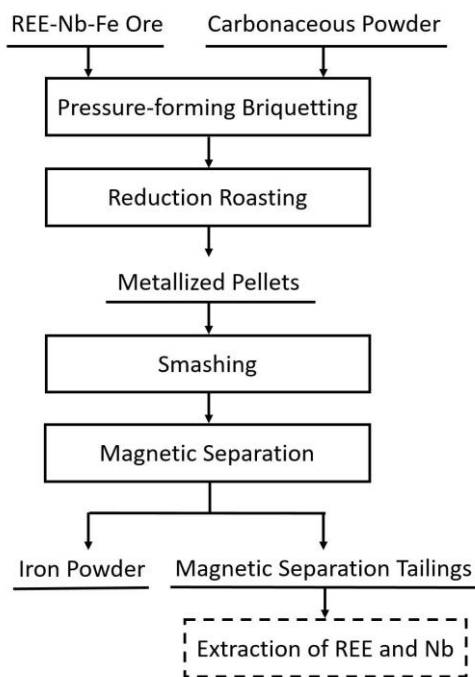 REE-Nb-Fe Ore
Carbonaceous Powder
Pressure-forming Briquetting
Reduction Roasting
Metallized Pellets
Smashing
Magnetic Separation
Iron Powder
Magnetic Separation Tailings
Extraction of REE and Nb